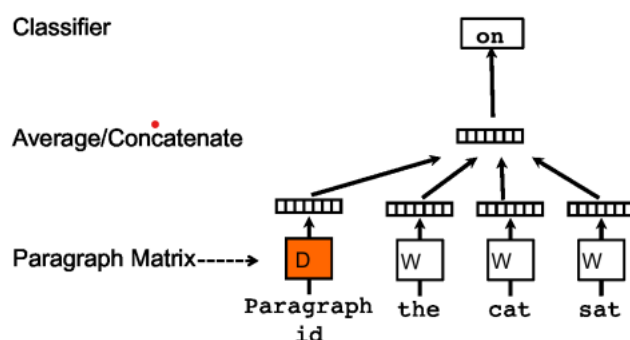 Classifier
on
Average/Concatenate
Paragraph Matrix---->
D
W
W
W
Paragraph
id
the
cat
sat